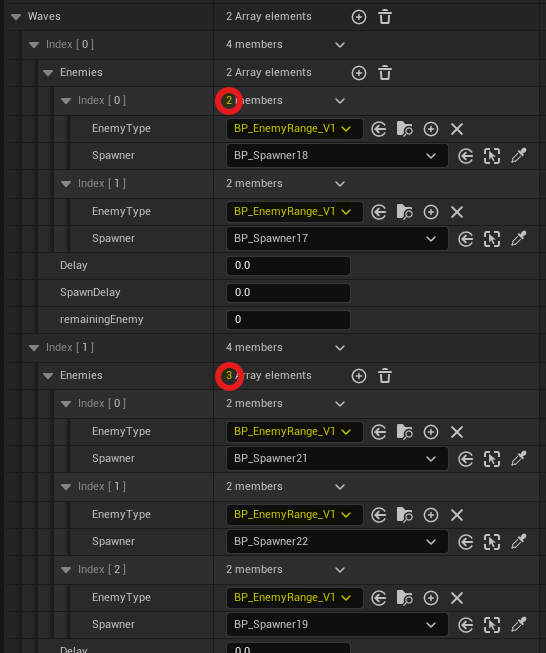 Waves 2 Array elements
Index [ 0 ] 4 members
Enemies 2 Array elements
Index [ 0 ] 2 members
EnemyType BP_EnemyRange_V1
Spawner BP_Spawner18
Index [ 1 ] 2 members
EnemyType BP_EnemyRange_V1
Spawner BP_Spawner17
Delay 0.0
SpawnDelay 0.0
remainingEnemy 0
Index [ 1 ] 4 members
Enemies 3 Array elements
Index [ 0 ] 2 members
EnemyType BP_EnemyRange_V1
Spawner BP_Spawner21
Index [ 1 ] 2 members
EnemyType BP_EnemyRange_V1
Spawner BP_Spawner22
Index [ 2 ] 2 members
EnemyType BP_EnemyRange_V1
Spawner BP_Spawner19
Delay 0.0